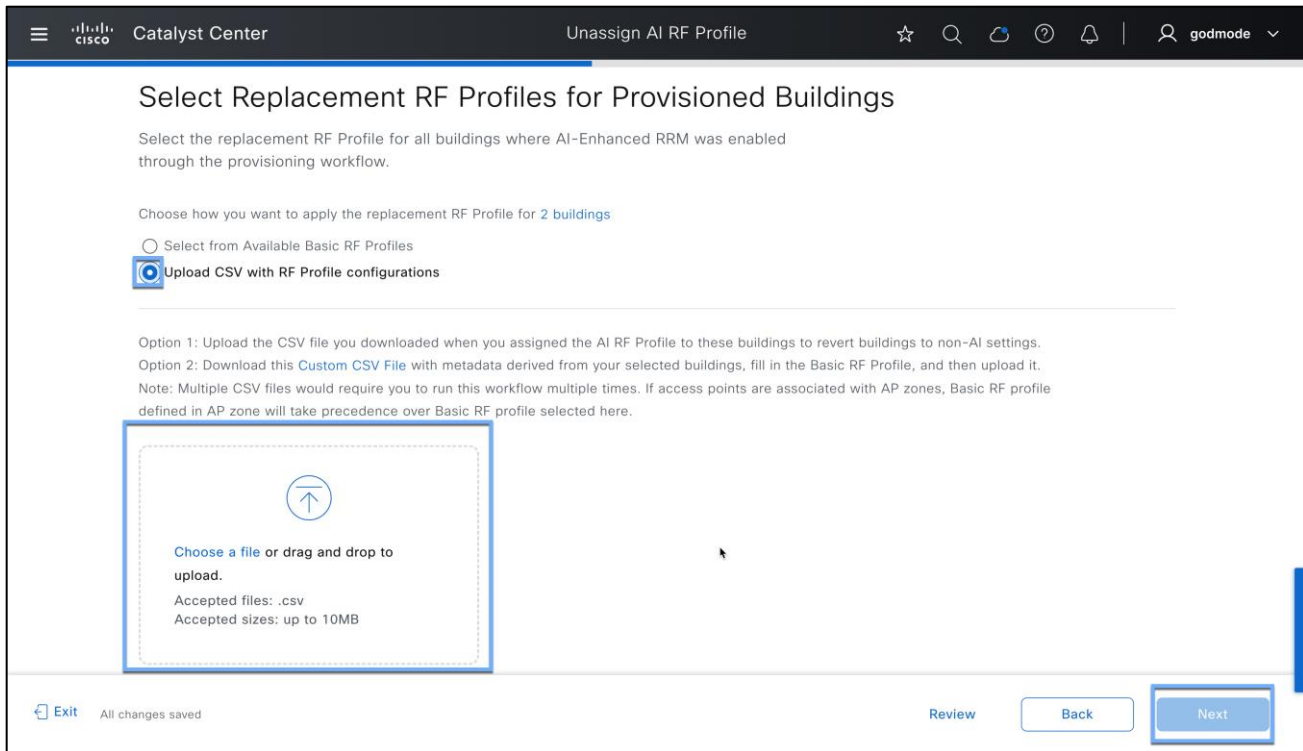 CISCO Catalyst Center Unassign AI RF Profile godmode
Select Replacement RF Profiles for Provisioned Buildings
Select the replacement RF Profile for all buildings where AI-Enhanced RRM was enabled
through the provisioning workflow.
Choose how you want to apply the replacement RF Profile for 2 buildings
Select from Available Basic RF Profiles
Upload CSV with RF Profile configurations
Option 1: Upload the CSV file you downloaded when you assigned the AI RF Profile to these buildings to revert buildings to non-AI settings.
Option 2: Download this Custom CSV File with metadata derived from your selected buildings, fill in the Basic RF Profile, and then upload it.
Note: Multiple CSV files would require you to run this workflow multiple times. If access points are associated with AP zones, Basic RF profile
defined in AP zone will take precedence over Basic RF profile selected here.
Choose a file or drag and drop to
upload.
Accepted files: .csv
Accepted sizes: up to 10MB
Exit All changes saved Review Back Next